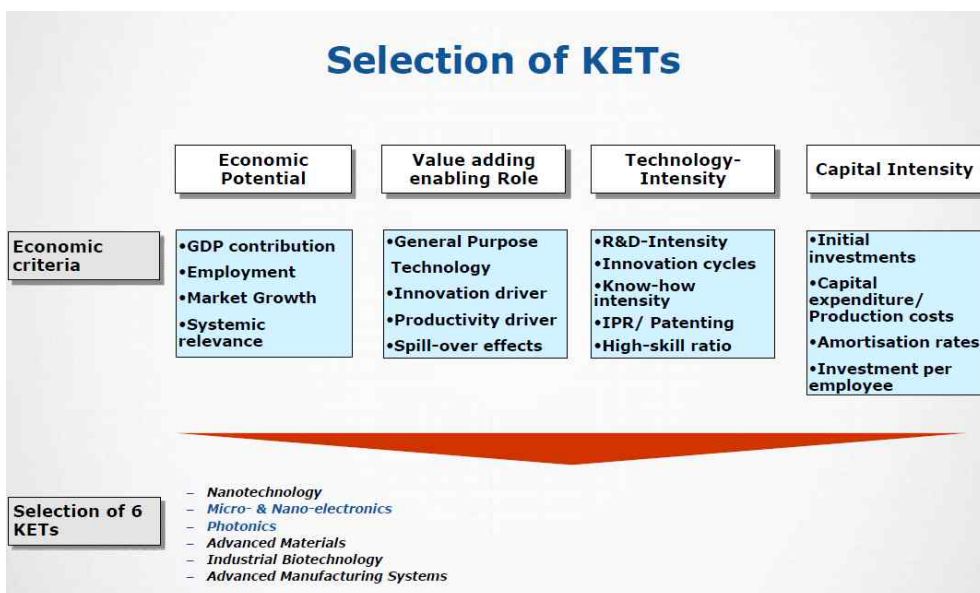 Selection of KETs
Economic
Potential
Value adding
enabling Role
Technology-
Intensity
Capital Intensity
Economic
criteria
•GDP contribution
•Employment
•Market Growth
•Systemic
relevance
•General Purpose
Technology
•Innovation driver
•Productivity driver
•Spill-over effects
•R&D-Intensity
•Innovation cycles
•Know-how
intensity
•IPR/ Patenting
•High-skill ratio
•Initial
investments
•Capital
expenditure/
Production costs
•Amortisation rates
•Investment per
employee
Selection of 6
KETs
– Nanotechnology
– Micro- & Nano-electronics
– Photonics
– Advanced Materials
– Industrial Biotechnology
– Advanced Manufacturing Systems